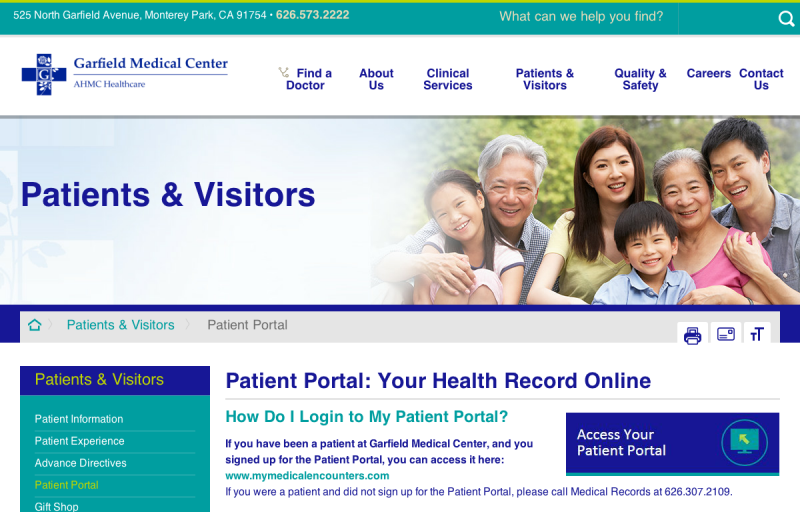 525 North Garfield Avenue, Monterey Park, CA 91754 • 626.573.2222
What can we help you find?
Garfield Medical Center
AHMC Healthcare
G
Find a Doctor
About Us
Clinical Services
Patients & Visitors
Quality & Safety
Careers
Contact Us
Patients & Visitors
Patients & Visitors
Patient Portal
TT
Patients & Visitors
Patient Information
Patient Experience
Advance Directives
Patient Portal
Gift Shop
Patient Portal: Your Health Record Online
How Do I Login to My Patient Portal?
If you have been a patient at Garfield Medical Center, and you
signed up for the Patient Portal, you can access it here:
www.mymedicalencounters.com
If you were a patient and did not sign up for the Patient Portal, please call Medical Records at 626.307.2109.
Access Your
Patient Portal